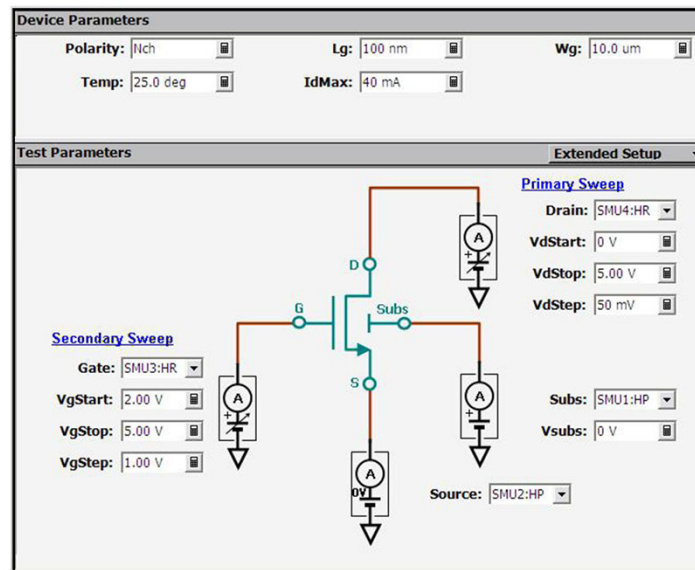 Device Parameters
Polarity: Nch
Lg: 100 nm
Wg: 10.0 um
Temp: 25.0 deg
IdMax: 40 mA
Test Parameters
Extended Setup
Primary Sweep
Drain: SMU4:HR
VdStart: 0 V
VdStop: 5.00 V
VdStep: 50 mV
A
+
D
G
Subs
S
Secondary Sweep
Gate: SMU3:HR
VgStart: 2.00 V
VgStop: 5.00 V
VgStep: 1.00 V
A
+
A
+
Subs: SMU1:HP
Vsubs: 0 V
A
0V
Source: SMU2:HP